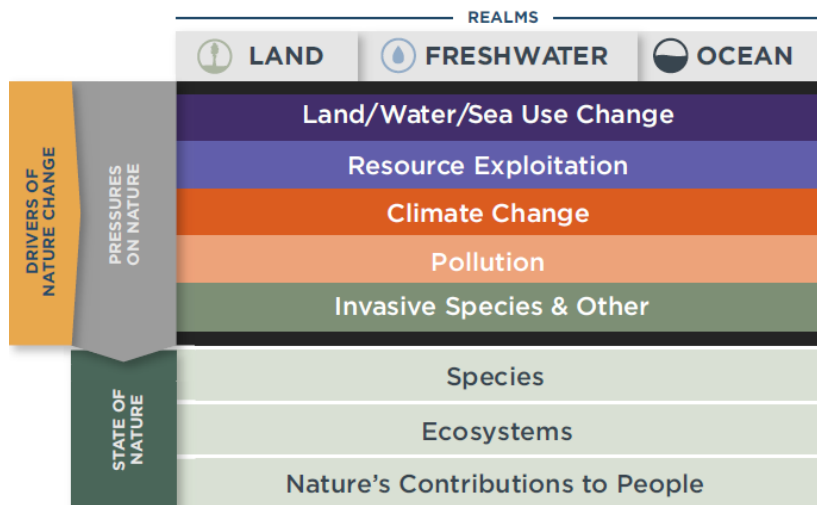 REALMS
LAND
FRESHWATER
OCEAN
DRIVERS OF
NATURE CHANGE
PRESSURES
ON NATURE
Land/Water/Sea Use Change
Resource Exploitation
Climate Change
Pollution
Invasive Species & Other
STATE OF
NATURE
Species
Ecosystems
Nature's Contributions to People